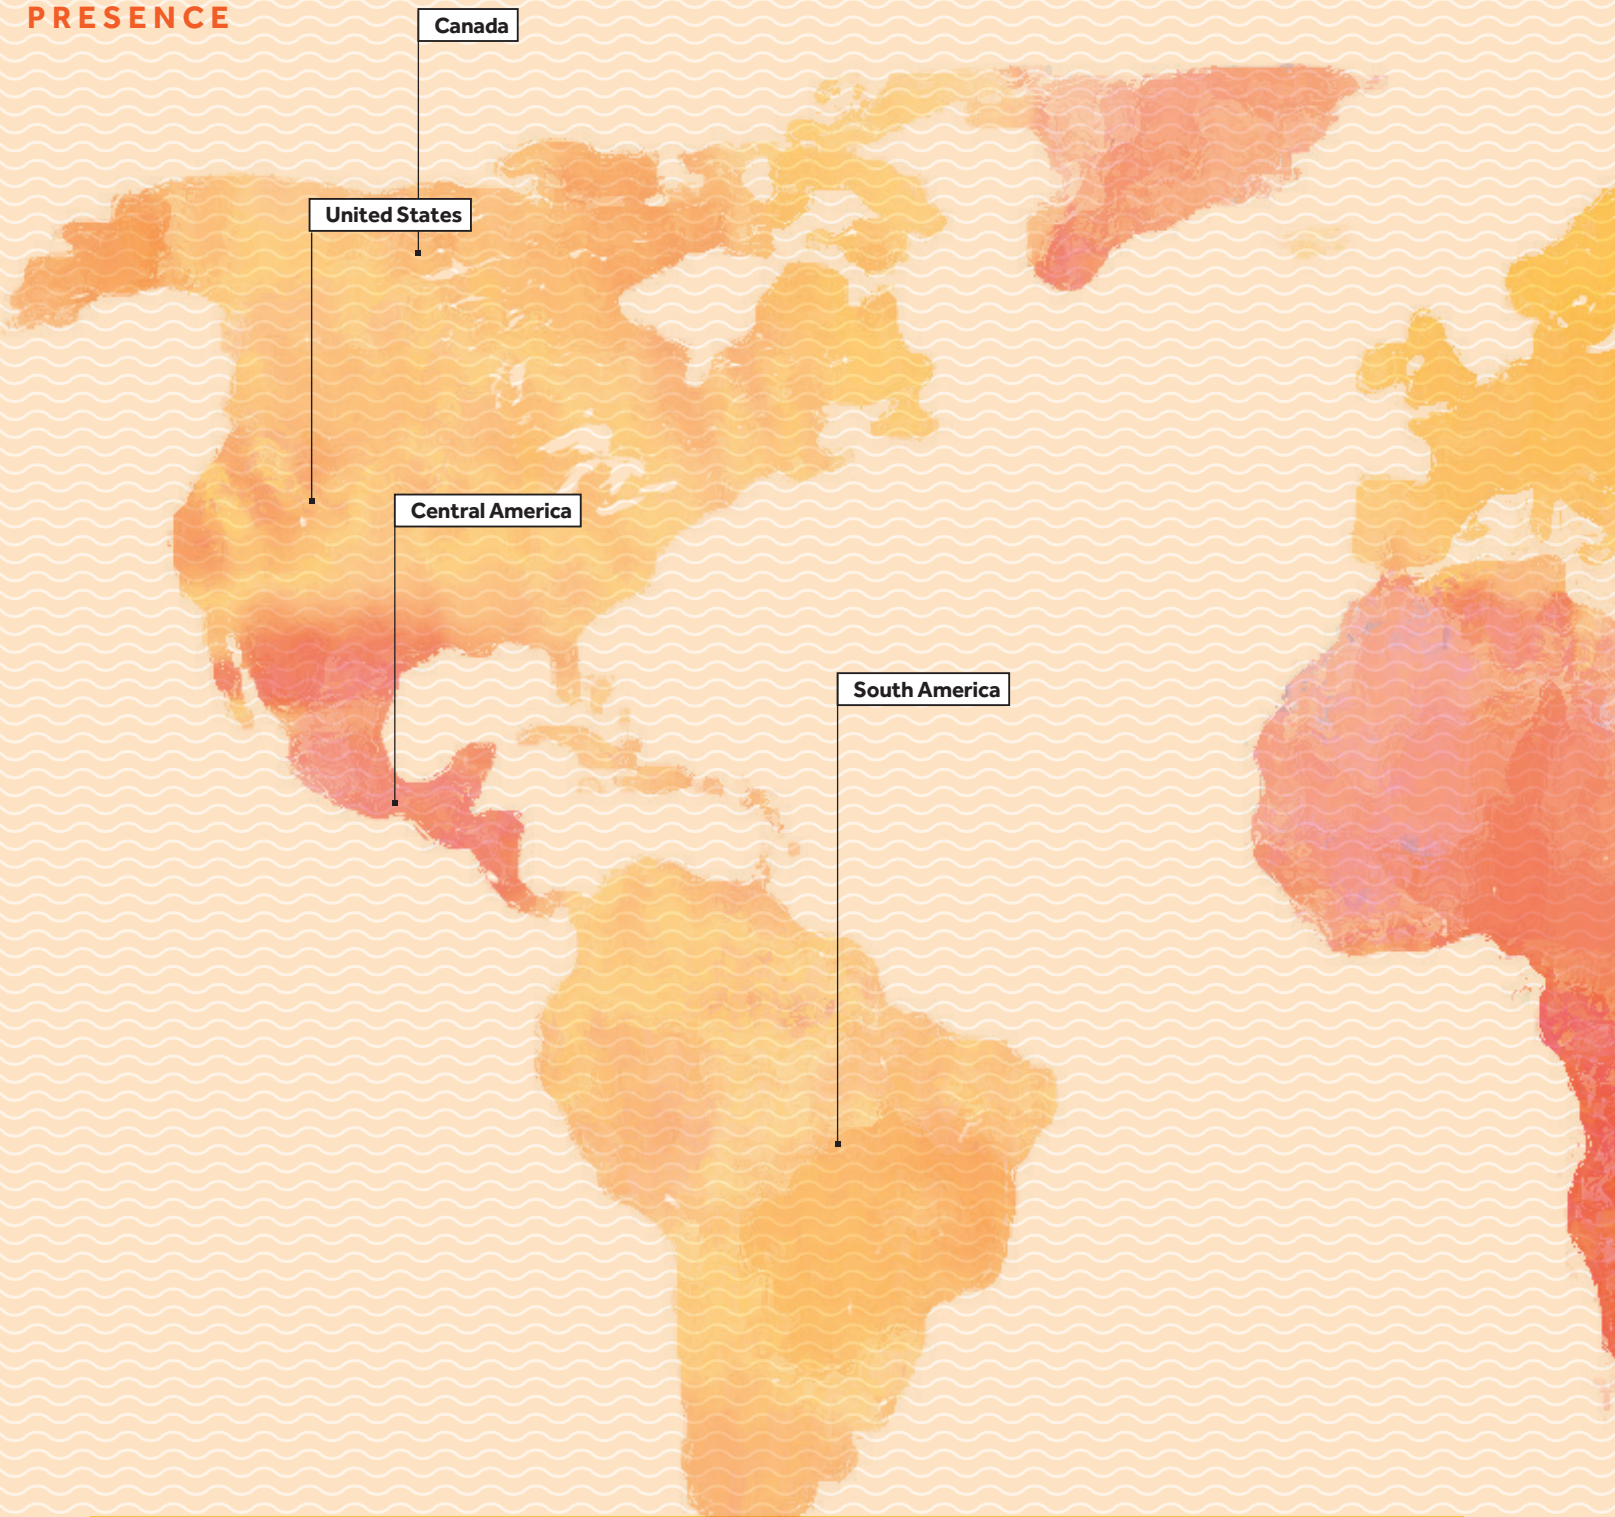 PRESENCE
Canada
United States
Central America
South America